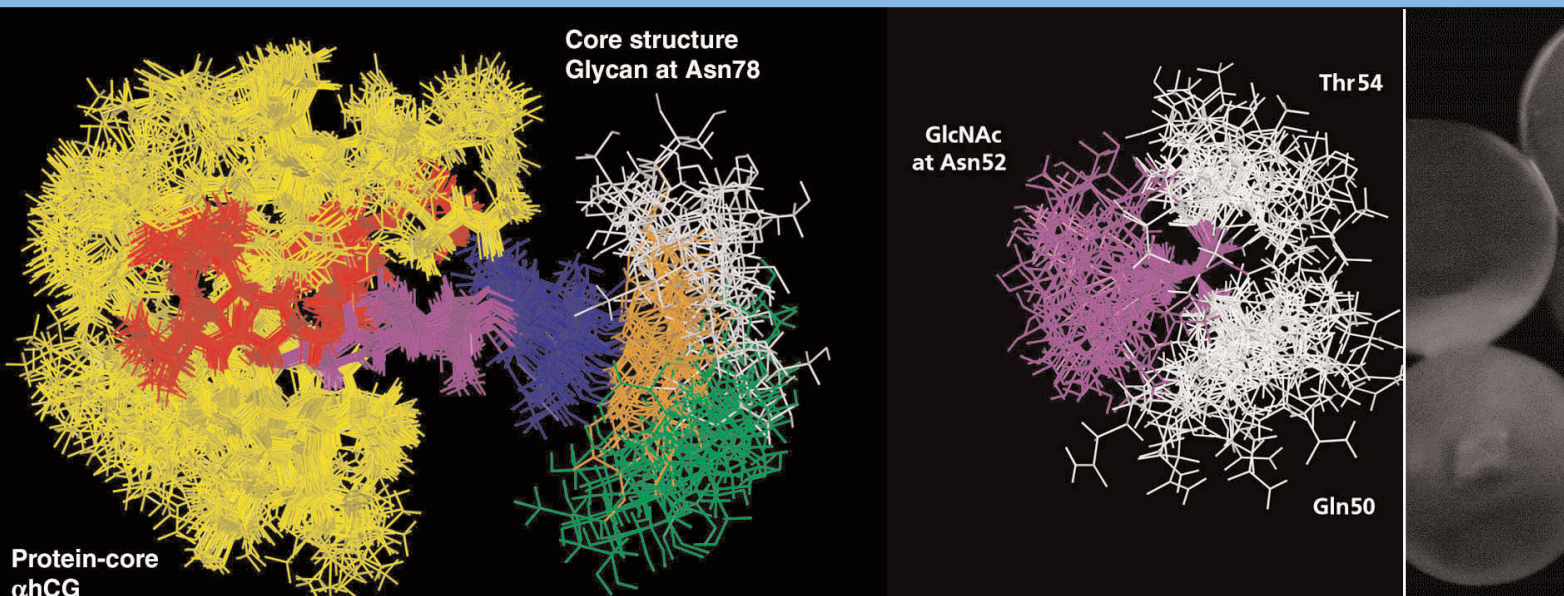 Core structure
Glycan at Asn78
Thr54
GlcNAc
at Asn52
Gln50
Protein-core
αhCG